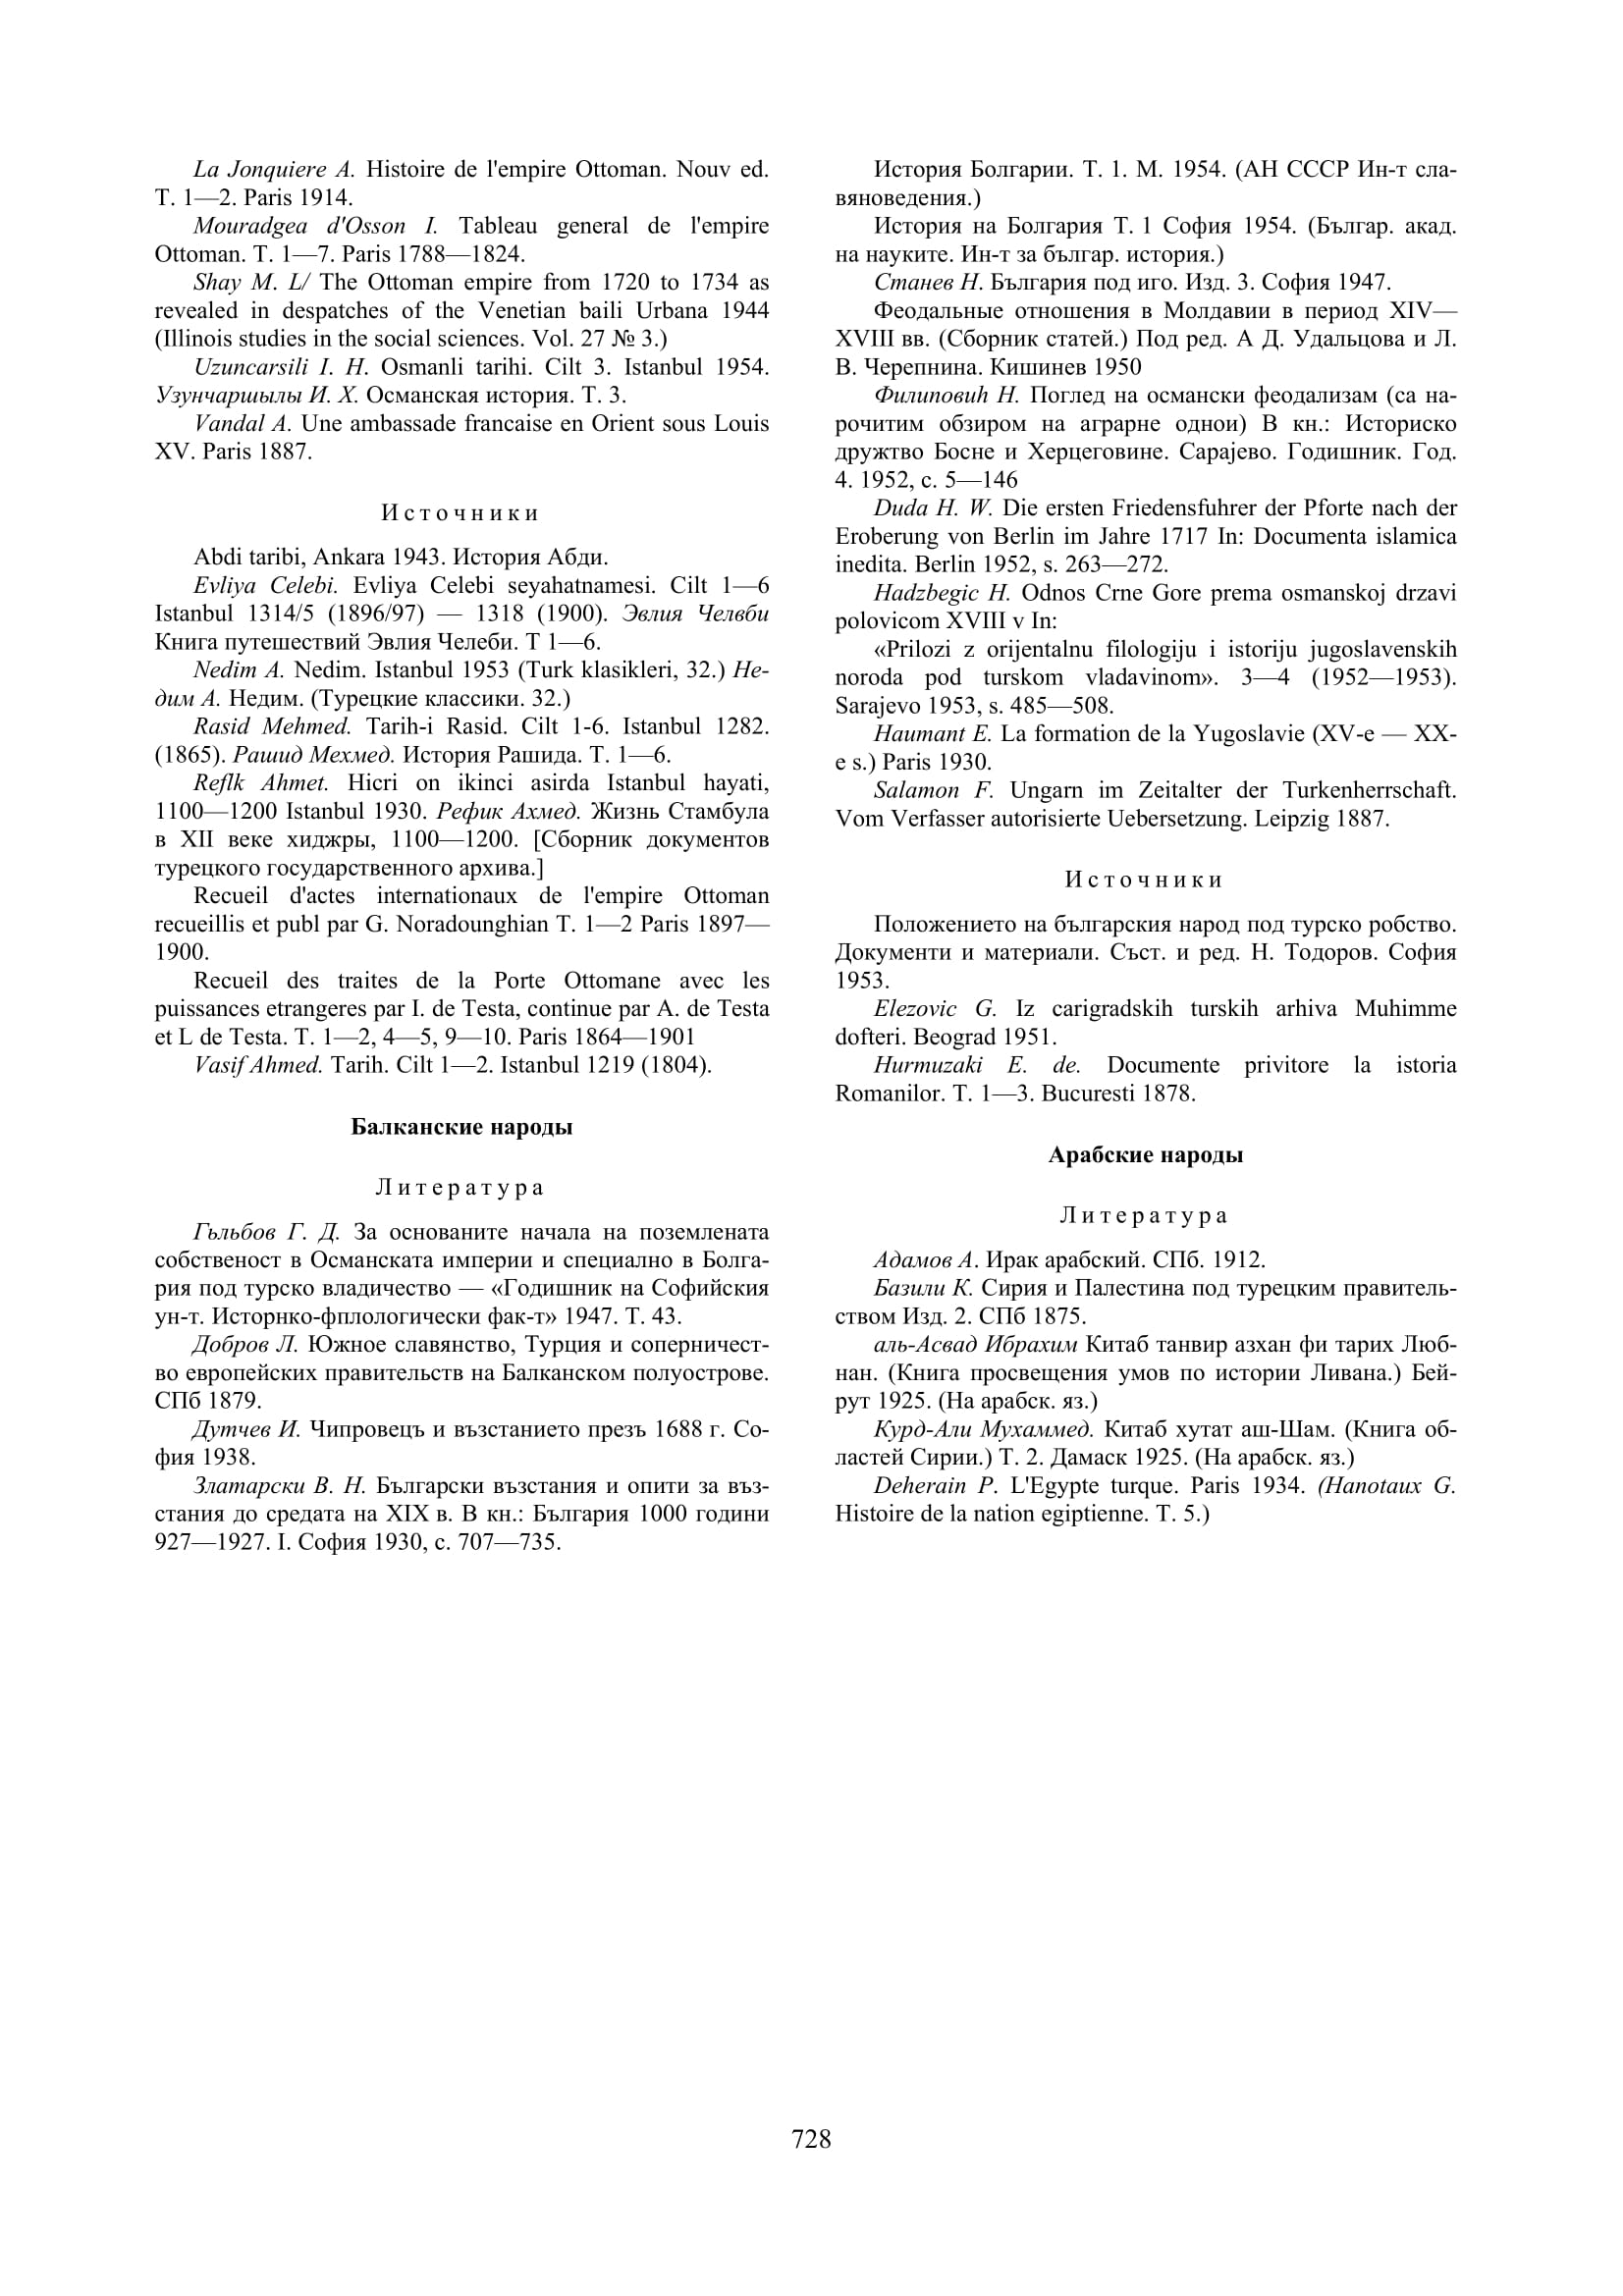 La Jonquiere A. Histoire de l'empire Ottoman. Nouv ed.
T. 1—2. Paris 1914.
Mouradgea d'Osson I. Tableau general de l'empire
Ottoman. T. 1—7. Paris 1788—1824.
Shay M. L/ The Ottoman empire from 1720 to 1734 as
revealed in despatches of the Venetian baili Urbana 1944
(Illinois studies in the social sciences. Vol. 27 № 3.)
Uzuncarsili I. H. Osmanli tarihi. Cilt 3. Istanbul 1954.
Узунчаршылы И. Х. Османская история. Т. 3.
Vandal A. Une ambassade francaise en Orient sous Louis
XV. Paris 1887.
Источники
Abdi taribi, Ankara 1943. История Абди.
Evliya Celebi. Evliya Celebi seyahatnamesi. Cilt 1—6
Istanbul 1314/5 (1896/97) — 1318 (1900). Эвлия Челвби
Книга путешествий Эвлия Челеби. Т 1—6.
Nedim A. Nedim. Istanbul 1953 (Turk klasikleri, 32.) Не-
дим А. Недим. (Турецкие классики. 32.)
Rasid Mehmed. Tarih-i Rasid. Cilt 1-6. Istanbul 1282.
(1865). Рашид Мехмед. История Рашида. Т. 1—6.
Reflk Ahmet. Hicri on ikinci asirda Istanbul hayati,
1100—1200 Istanbul 1930. Рефик Ахмед. Жизнь Стамбула
в XII веке хиджры, 1100—1200. [Сборник документов
турецкого государственного архива.]
Recueil d'actes internationaux de l'empire Ottoman
recueillis et publ par G. Noradounghian T. 1—2 Paris 1897—
1900.
Recueil des traites de la Porte Ottomane avec les
puissances etrangeres par I. de Testa, continue par A. de Testa
et L de Testa. T. 1—2, 4—5, 9—10. Paris 1864—1901
Vasif Ahmed. Tarih. Cilt 1—2. Istanbul 1219 (1804).
Балканские народы
Литература
Гьльбов Г. Д. За основаните начала на поземлената
собственост в Османската империи и специално в Болга-
рия под турско владичество — «Годишник на Софийския
ун-т. Историко-фплологически фак-т» 1947. Т. 43.
Добров Л. Южное славянство, Турция и соперничест-
во европейских правительств на Балканском полуострове.
СПб 1879.
Дутчев И. Чипровецъ и възстанието презъ 1688 г. Со-
фия 1938.
Златарски В. Н. Български възстания и опити за въз-
стания до средата на XIX в. В кн.: България 1000 години
927—1927. I. София 1930, с. 707—735.
История Болгарии. Т. 1. М. 1954. (АН СССР Ин-т сла-
вяноведения.)
История на Болгария Т. 1 София 1954. (Българ. акад.
на науките. Ин-т за българ. история.)
Станев Н. България под иго. Изд. 3. София 1947.
Феодальные отношения в Молдавии в период XIV—
XVIII вв. (Сборник статей.) Под ред. А Д. Удальцова и Л.
В. Черепнина. Кишинев 1950
Филиповиh Н. Поглед на османски феодализам (са на-
рочитим обзиром на аграрне однои) В кн.: Историско
дружтво Босне и Херцеговине. Сарајево. Годишник. Год.
4. 1952, с. 5—146
Duda H. W. Die ersten Friedensfuhrer der Pforte nach der
Eroberung von Berlin im Jahre 1717 In: Documenta islamica
inedita. Berlin 1952, s. 263—272.
Hadzbegic H. Odnos Crne Gore prema osmanskoj drzavi
polovicom XVIII v In:
«Prilozi z orijentalnu filologiju i istoriju jugoslavenskih
noroda pod turskom vladavinom». 3—4 (1952—1953).
Sarajevo 1953, s. 485—508.
Haumant E. La formation de la Yugoslavie (XV-e — XX-
e s.) Paris 1930.
Salamon F. Ungarn im Zeitalter der Turkenherrschaft.
Vom Verfasser autorisierte Uebersetzung. Leipzig 1887.
Источники
Положението на българския народ под турско робство.
Документи и материали. Съст. и ред. Н. Тодоров. София
1953.
Elezovic G. Iz carigradskih turskih arhiva Muhimme
dofteri. Beograd 1951.
Hurmuzaki E. de. Documente privitore la istoria
Romanilor. T. 1—3. Bucuresti 1878.
Арабские народы
Литература
Адамов А. Ирак арабский. СПб. 1912.
Базили К. Сирия и Палестина под турецким правитель-
ством Изд. 2. СПб 1875.
аль-Асвад Ибрахим Китаб танвир азхан фи тарих Люб-
нан. (Книга просвещения умов по истории Ливана.) Бей-
рут 1925. (На арабск. яз.)
Курд-Али Мухаммед. Китаб хутат аш-Шам. (Книга об-
ластей Сирии.) Т. 2. Дамаск 1925. (На арабск. яз.)
Deherain P. L'Egypte turque. Paris 1934. (Hanotaux G.
Histoire de la nation egiptienne. T. 5.)
728